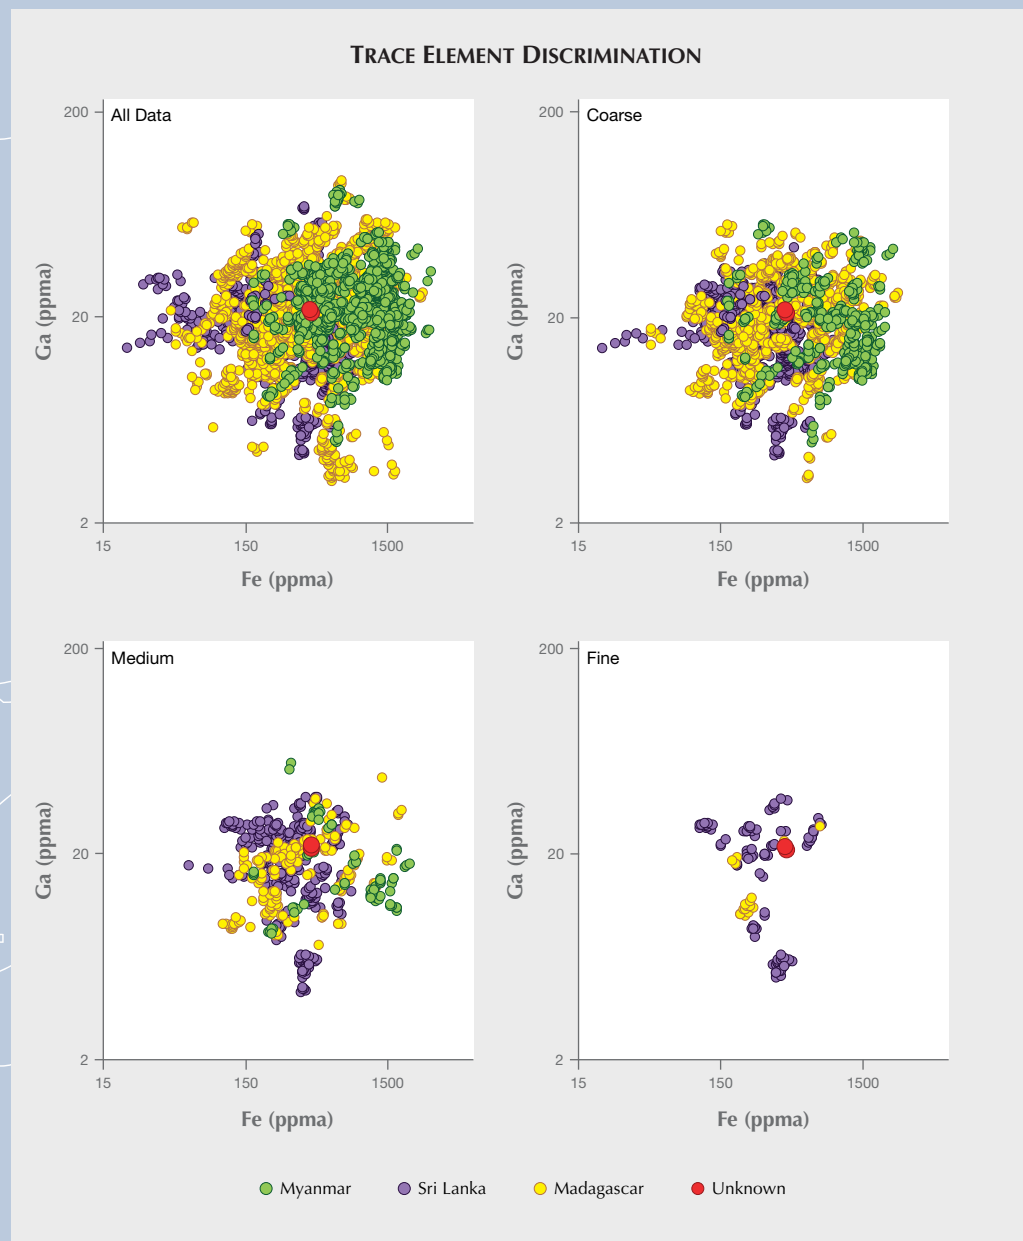 TRACE ELEMENT DISCRIMINATION
All Data
200
20
2
Ga (ppma)
15 150 1500
Fe (ppma)
Coarse
200
20
2
Ga (ppma)
15 150 1500
Fe (ppma)
Medium
200
20
2
Ga (ppma)
15 150 1500
Fe (ppma)
Fine
200
20
2
Ga (ppma)
15 150 1500
Fe (ppma)
Myanmar Sri Lanka Madagascar Unknown